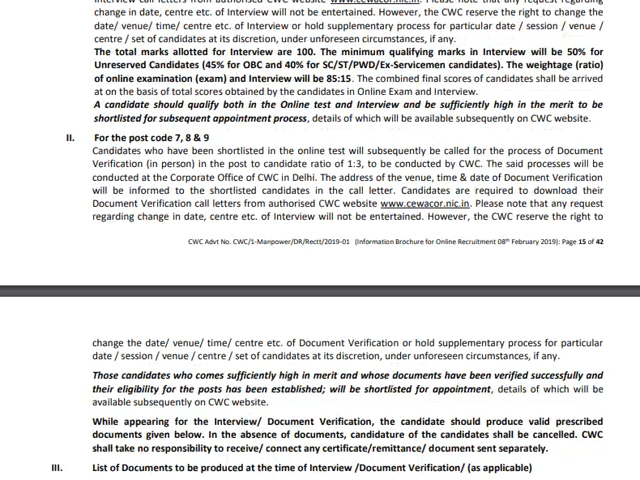 Interview call letters from authorised CWC website www.cewacor.nic.in. Please note that any request regarding
change in date, centre etc. of Interview will not be entertained. However, the CWC reserve the right to change the
date/ venue/ time/ centre etc. of Interview or hold supplementary process for particular date / session / venue /
centre / set of candidates at its discretion, under unforeseen circumstances, if any.
The total marks allotted for Interview are 100. The minimum qualifying marks in Interview will be 50% for
Unreserved Candidates (45% for OBC and 40% for SC/ST/PWD/Ex-Servicemen candidates). The weightage (ratio)
of online examination (exam) and Interview will be 85:15. The combined final scores of candidates shall be arrived
at on the basis of total scores obtained by the candidates in Online Exam and Interview.
A candidate should qualify both in the Online test and Interview and be sufficiently high in the merit to be
shortlisted for subsequent appointment process, details of which will be available subsequently on CWC website.
II. For the post code 7, 8 & 9
Candidates who have been shortlisted in the online test will subsequently be called for the process of Document
Verification (in person) in the post to candidate ratio of 1:3, to be conducted by CWC. The said processes will be
conducted at the Corporate Office of CWC in Delhi. The address of the venue, time & date of Document Verification
will be informed to the shortlisted candidates in the call letter. Candidates are required to download their
Document Verification call letters from authorised CWC website www.cewacor.nic.in. Please note that any request
regarding change in date, centre etc. of Interview will not be entertained. However, the CWC reserve the right to
CWC Advt No. CWC/1-Manpower/DR/Rectt/2019-01 (Information Brochure for Online Recruitment 08th February 2019): Page 15 of 42
change the date/ venue/ time/ centre etc. of Document Verification or hold supplementary process for particular
date / session / venue / centre / set of candidates at its discretion, under unforeseen circumstances, if any.
Those candidates who comes sufficiently high in merit and whose documents have been verified successfully and
their eligibility for the posts has been established; will be shortlisted for appointment, details of which will be
available subsequently on CWC website.
While appearing for the Interview/ Document Verification, the candidate should produce valid prescribed
documents given below. In the absence of documents, candidature of the candidates shall be cancelled. CWC
shall take no responsibility to receive/ connect any certificate/remittance/ document sent separately.
III. List of Documents to be produced at the time of Interview /Document Verification/ (as applicable)